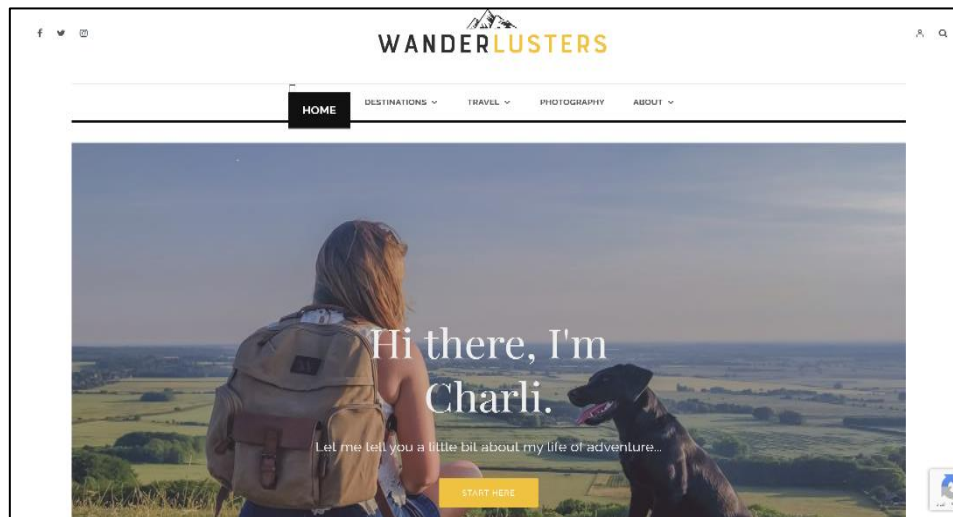 WANDERLUSTERS
HOME DESTINATIONS TRAVEL PHOTOGRAPHY ABOUT
Hi there, I'm
Charli.
Let me tell you a little bit about my life of adventure...
START HERE